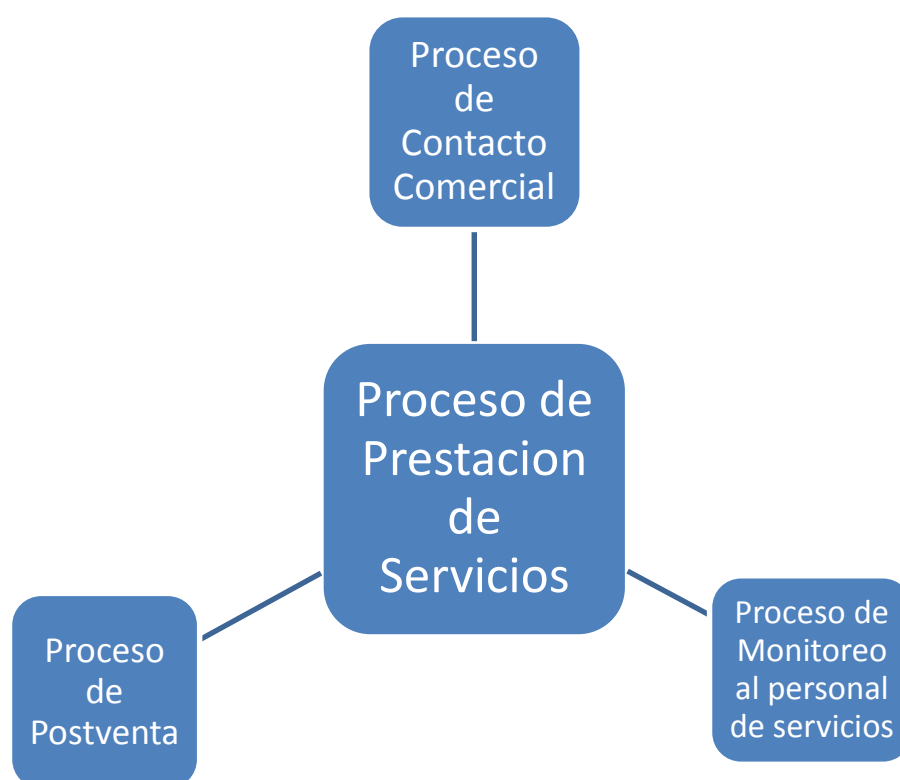 Proceso
de
Contacto
Comercial
Proceso de
Prestacion
de
Servicios
Proceso
de
Postventa
Proceso de
Monitoreo
al personal
de servicios